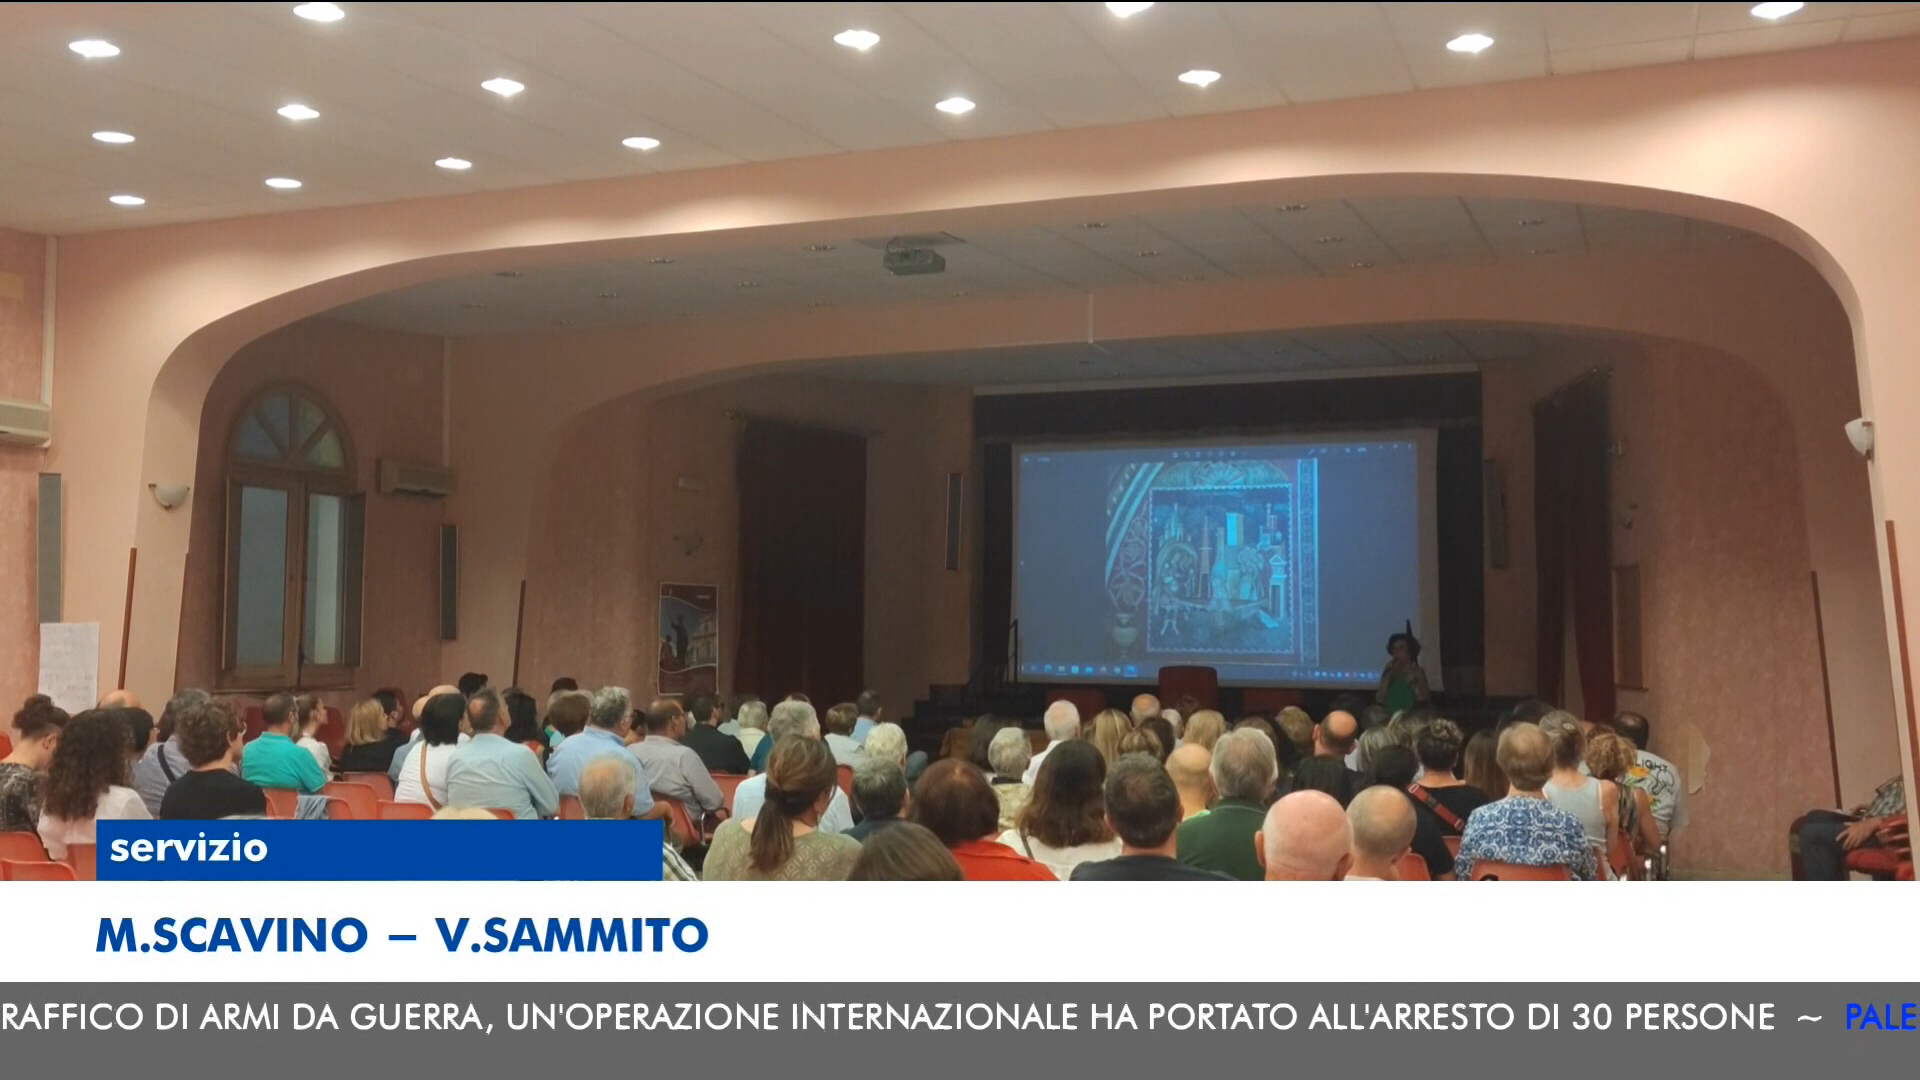 LIGHT
servizio
M.SCAVINO – V.SAMMITO
RAFFICO DI ARMI DA GUERRA, UN'OPERAZIONE INTERNAZIONALE HA PORTATO ALL'ARRESTO DI 30 PERSONE ~ PALE